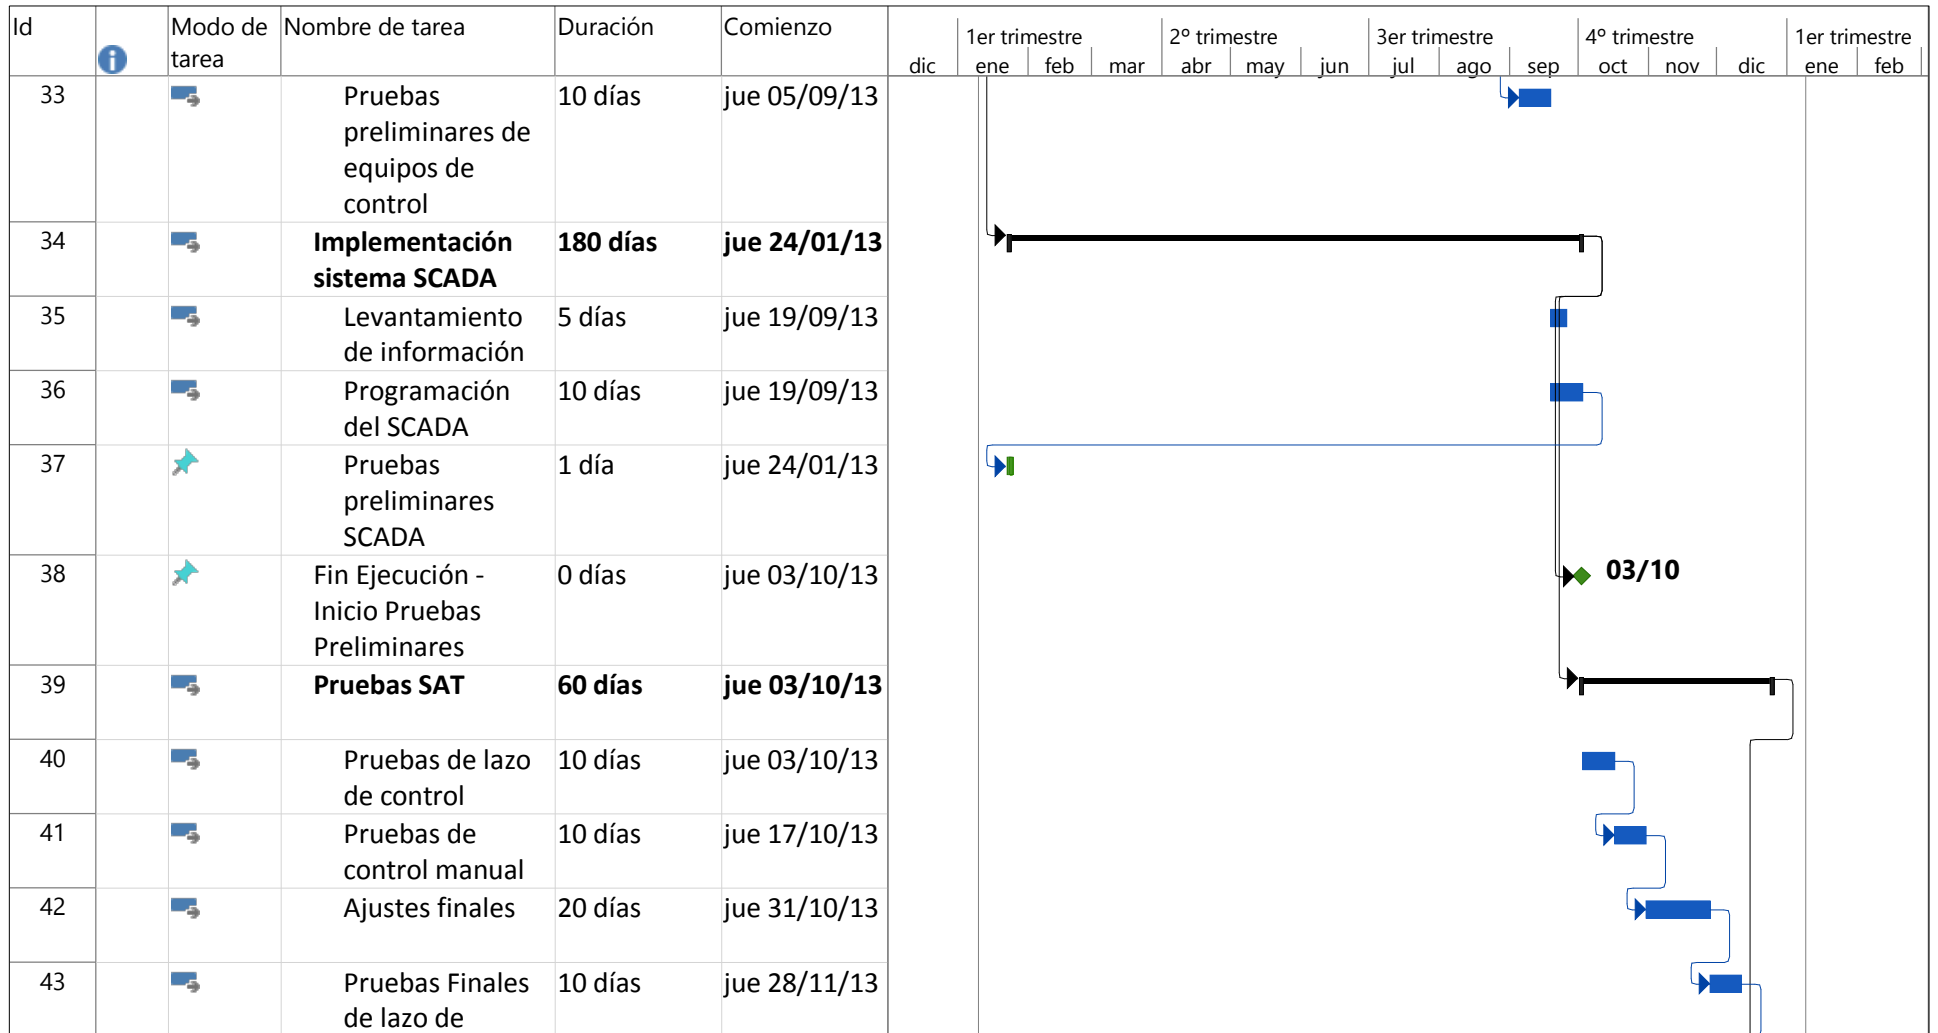 Id
Modo de tarea
Nombre de tarea
Duración
Comienzo
1er trimestre
2º trimestre
3er trimestre
4º trimestre
1er trimestre
dic
ene
feb
mar
abr
may
jun
jul
ago
sep
oct
nov
dic
ene
feb
33
Pruebas
preliminares de
equipos de
control
10 días
jue 05/09/13
34
Implementación
sistema SCADA
180 días
jue 24/01/13
35
Levantamiento
de información
5 días
jue 19/09/13
36
Programación
del SCADA
10 días
jue 19/09/13
37
Pruebas
preliminares
SCADA
1 día
jue 24/01/13
38
Fin Ejecución -
Inicio Pruebas
Preliminares
0 días
jue 03/10/13
03/10
39
Pruebas SAT
60 días
jue 03/10/13
40
Pruebas de lazo
de control
10 días
jue 03/10/13
41
Pruebas de
control manual
10 días
jue 17/10/13
42
Ajustes finales
20 días
jue 31/10/13
43
Pruebas Finales
de lazo de
10 días
jue 28/11/13